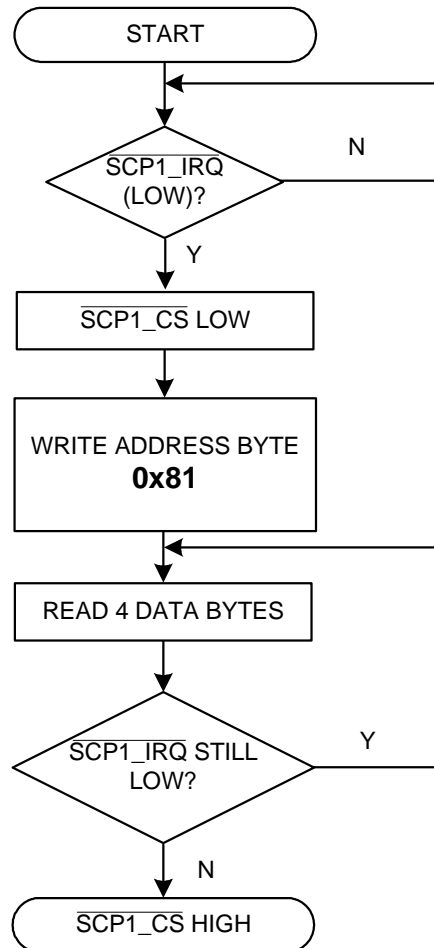 START
SCP1_IRQ
(LOW)?
N
Y
SCP1_CS LOW
WRITE ADDRESS BYTE
0x81
READ 4 DATA BYTES
SCP1_IRQ STILL
LOW?
Y
N
SCP1_CS HIGH